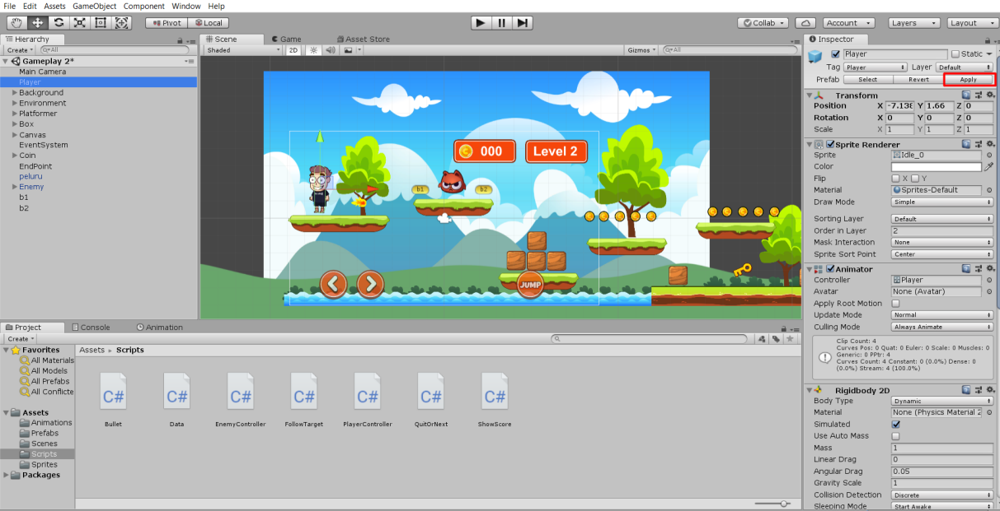 File Edit Assets GameObject Component Window Help
Pivot Local Collab Account Layers Layout
Hierarchy
Create All
Gameplay 2*
Main Camera
Player
Background
Environment
Platformer
Box
Canvas
EventSystem
Coin
EndPoint
peluru
Enemy
b1
b2
Scene Game Asset Store
Shaded 2D Gizmos All
000 Level 2
b1 b2
JUMP
Inspector
Player Static
Tag Player Layer Default
Prefab Select Revert Apply
Transform
Position X -7.138 Y 1.66 Z 0
Rotation X 0 Y 0 Z 0
Scale X 1 Y 1 Z 1
Sprite Renderer
Sprite Idle_0
Color
Flip X Y
Material Sprites-Default
Draw Mode Simple
Sorting Layer Default
Order in Layer 2
Mask Interaction None
Sprite Sort Point Center
Animator
Controller Player
Avatar None (Avatar)
Apply Root Motion
Update Mode Normal
Culling Mode Always Animate
Clip Count: 4
Curves Pos: 0 Quat: 0 Euler: 0 Scale: 0 Muscles: 0
Generic: 0 PPtr: 4
Curves Count: 4 Constant: 0 (0.0%) Dense: 0
(0.0%) Stream: 4 (100.0%)
Rigidbody 2D
Body Type Dynamic
Material None (Physics Material 2
Simulated
Use Auto Mass
Mass 1
Linear Drag 0
Angular Drag 0.05
Gravity Scale 1
Collision Detection Discrete
Sleeping Mode Start Awake
Project Console Animation
Create
Favorites
All Materials
All Models
All Prefabs
All Conflicte
Assets
Animations
Prefabs
Scenes
Scripts
Sprites
Packages
Assets Scripts
C# C# C# C# C# C# C#
Bullet Data EnemyController FollowTarget PlayerController QuitOrNext ShowScore